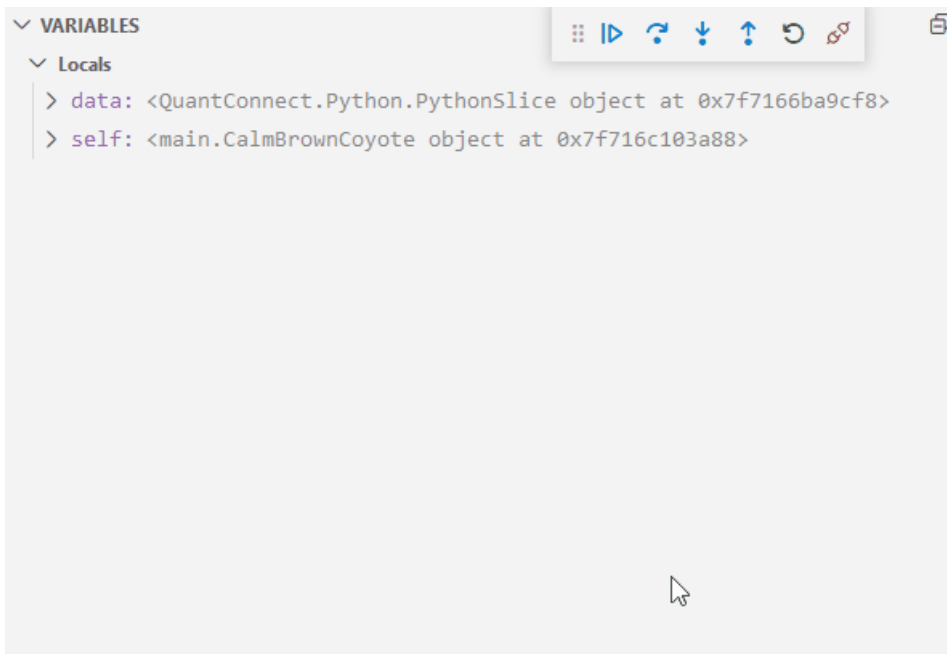 VARIABLES
Locals
data: <QuantConnect.Python.PythonSlice object at 0x7f7166ba9cf8>
self: <main.CalmBrownCoyote object at 0x7f716c103a88>